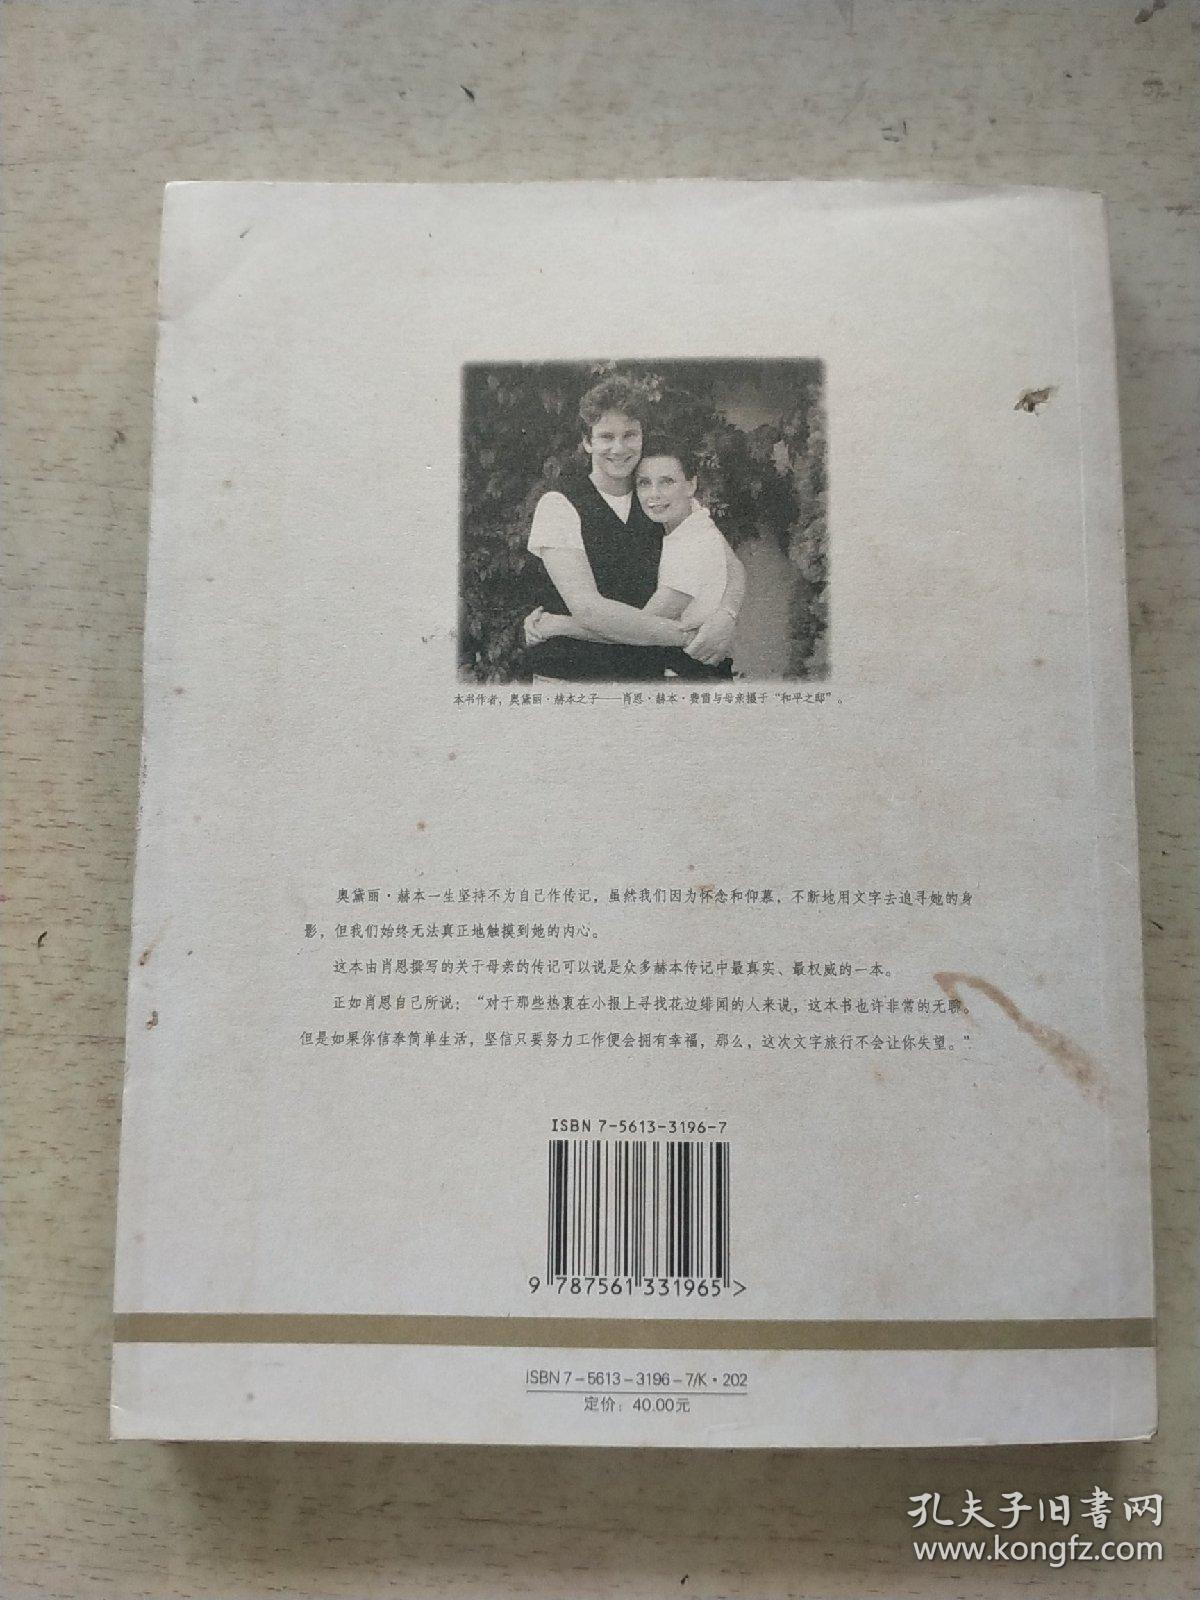 本书作者，奥黛丽·赫本之子——肖恩·赫本·费雷与母亲摄于“和平之邸”。
奥黛丽·赫本一生坚持不为自己作传记，虽然我们因为怀念和仰慕，不断地用文字去追寻她的身
影，但我们始终无法真正地触摸到她的内心。
这本由肖恩撰写的关于母亲的传记可以说是众多赫本传记中最真实、最权威的一本。
正如肖恩自己所说：“对于那些热衷在小报上寻找花边绯闻的人来说，这本书也许非常的无聊。
但是如果你信奉简单生活，坚信只要努力工作便会拥有幸福，那么，这次文字旅行不会让你失望。”
ISBN 7-5613-3196-7
9 787561 331965 >
ISBN 7-5613-3196-7/K·202
定价：40.00元
孔夫子旧書网
www.kongfz.com